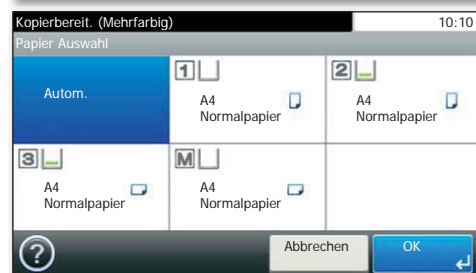 Kopierbereit. (Mehrfarbig) 10:10
Papier Auswahl
Autom.
1
A4
Normalpapier
2
A4
Normalpapier
3
A4
Normalpapier
M
A4
Normalpapier
?
Abbrechen
OK